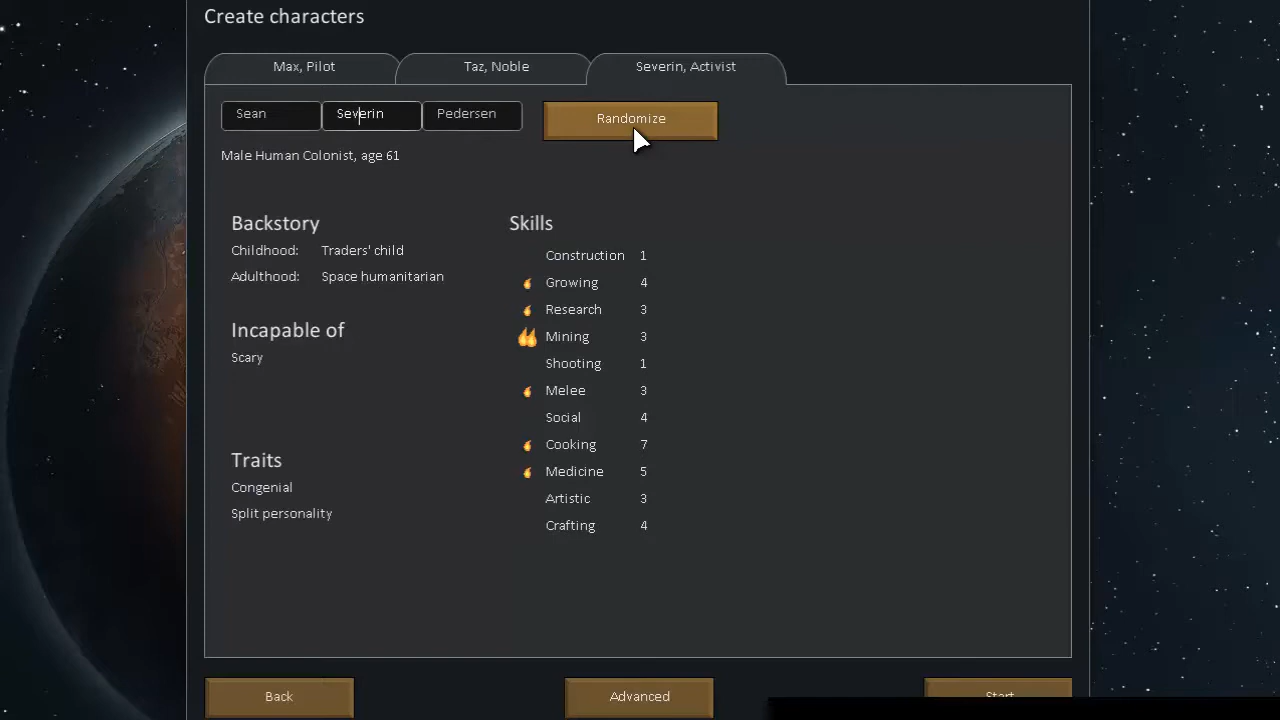 Create characters
Max, Pilot
Taz, Noble
Severin, Activist
Sean
Severin
Pedersen
Randomize
Male Human Colonist, age 61
Backstory
Childhood: Traders' child
Adulthood: Space humanitarian
Incapable of
Scary
Traits
Congenial
Split personality
Skills
Construction 1
Growing 4
Research 3
Mining 3
Shooting 1
Melee 3
Social 4
Cooking 7
Medicine 5
Artistic 3
Crafting 4
Back
Advanced
Start